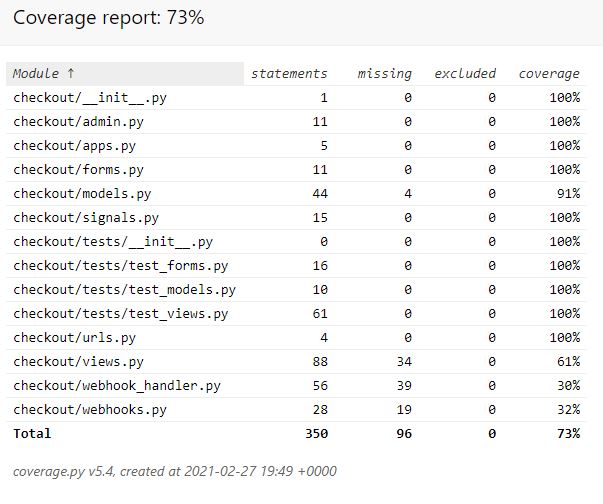 Coverage report: 73%
Module ↑ statements missing excluded coverage
checkout/__init__.py 1 0 0 100%
checkout/admin.py 11 0 0 100%
checkout/apps.py 5 0 0 100%
checkout/forms.py 11 0 0 100%
checkout/models.py 44 4 0 91%
checkout/signals.py 15 0 0 100%
checkout/tests/__init__.py 0 0 0 100%
checkout/tests/test_forms.py 16 0 0 100%
checkout/tests/test_models.py 10 0 0 100%
checkout/tests/test_views.py 61 0 0 100%
checkout/urls.py 4 0 0 100%
checkout/views.py 88 34 0 61%
checkout/webhook_handler.py 56 39 0 30%
checkout/webhooks.py 28 19 0 32%
Total 350 96 0 73%
coverage.py v5.4, created at 2021-02-27 19:49 +0000